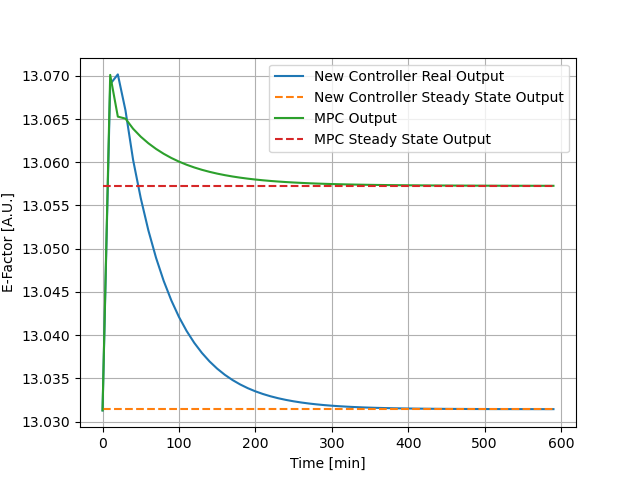 13.070
13.065
13.060
13.055
13.050
13.045
13.040
13.035
13.030
E-Factor [A.U.]
New Controller Real Output
New Controller Steady State Output
MPC Output
MPC Steady State Output
0 100 200 300 400 500 600
Time [min]